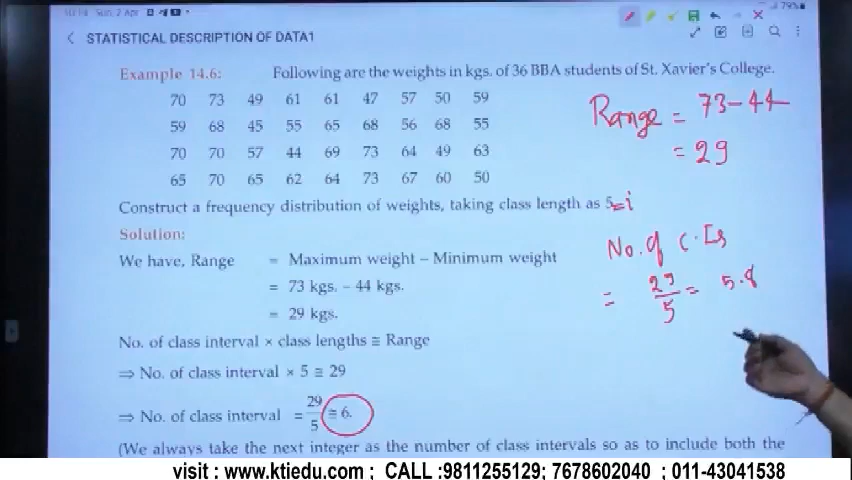 Sun, 2 Apr
79%
STATISTICAL DESCRIPTION OF DATA1
Example 14.6: Following are the weights in kgs. of 36 BBA students of St. Xavier's College.
70 73 49 61 61 47 57 50 59
59 68 45 55 65 68 56 68 55
70 70 57 44 69 73 64 49 63
65 70 65 62 64 73 67 60 50
Range = 73-44
= 29
Construct a frequency distribution of weights, taking class length as 5 = i
Solution:
We have, Range = Maximum weight – Minimum weight
= 73 kgs. – 44 kgs.
= 29 kgs.
No. of C.Is
= 29/5 = 5.8
No. of class interval × class lengths ≅ Range
⇒ No. of class interval × 5 ≅ 29
⇒ No. of class interval = 29/5 ≅ 6.
(We always take the next integer as the number of class intervals so as to include both the
visit : www.ktiedu.com ; CALL :9811255129; 7678602040 ; 011-43041538